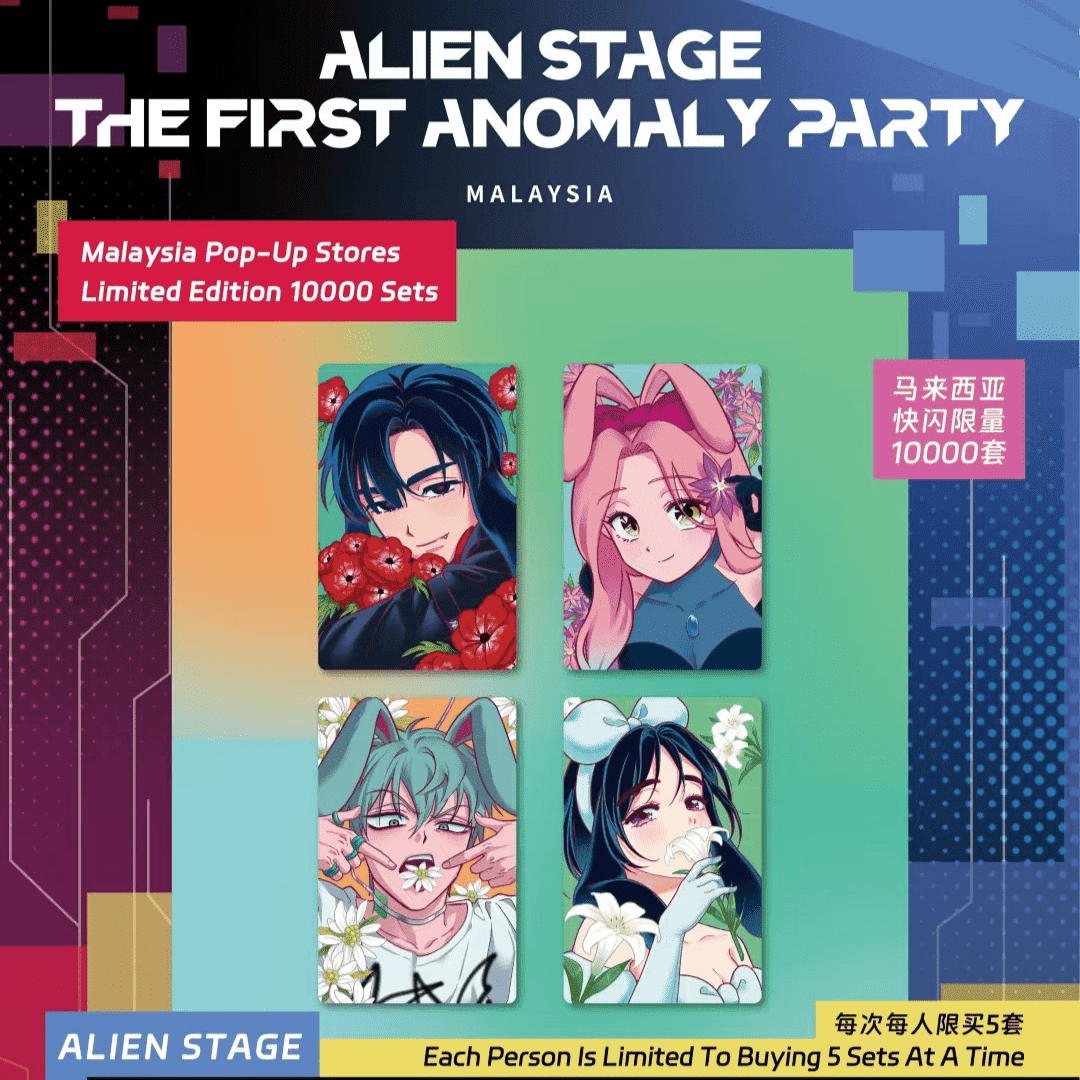 ALIEN STAGE
THE FIRST ANOMALY PARTY
MALAYSIA
Malaysia Pop-Up Stores
Limited Edition 10000 Sets
马来西亚
快闪限量
10000套
ALIEN STAGE
每次每人限买5套
Each Person Is Limited To Buying 5 Sets At A Time